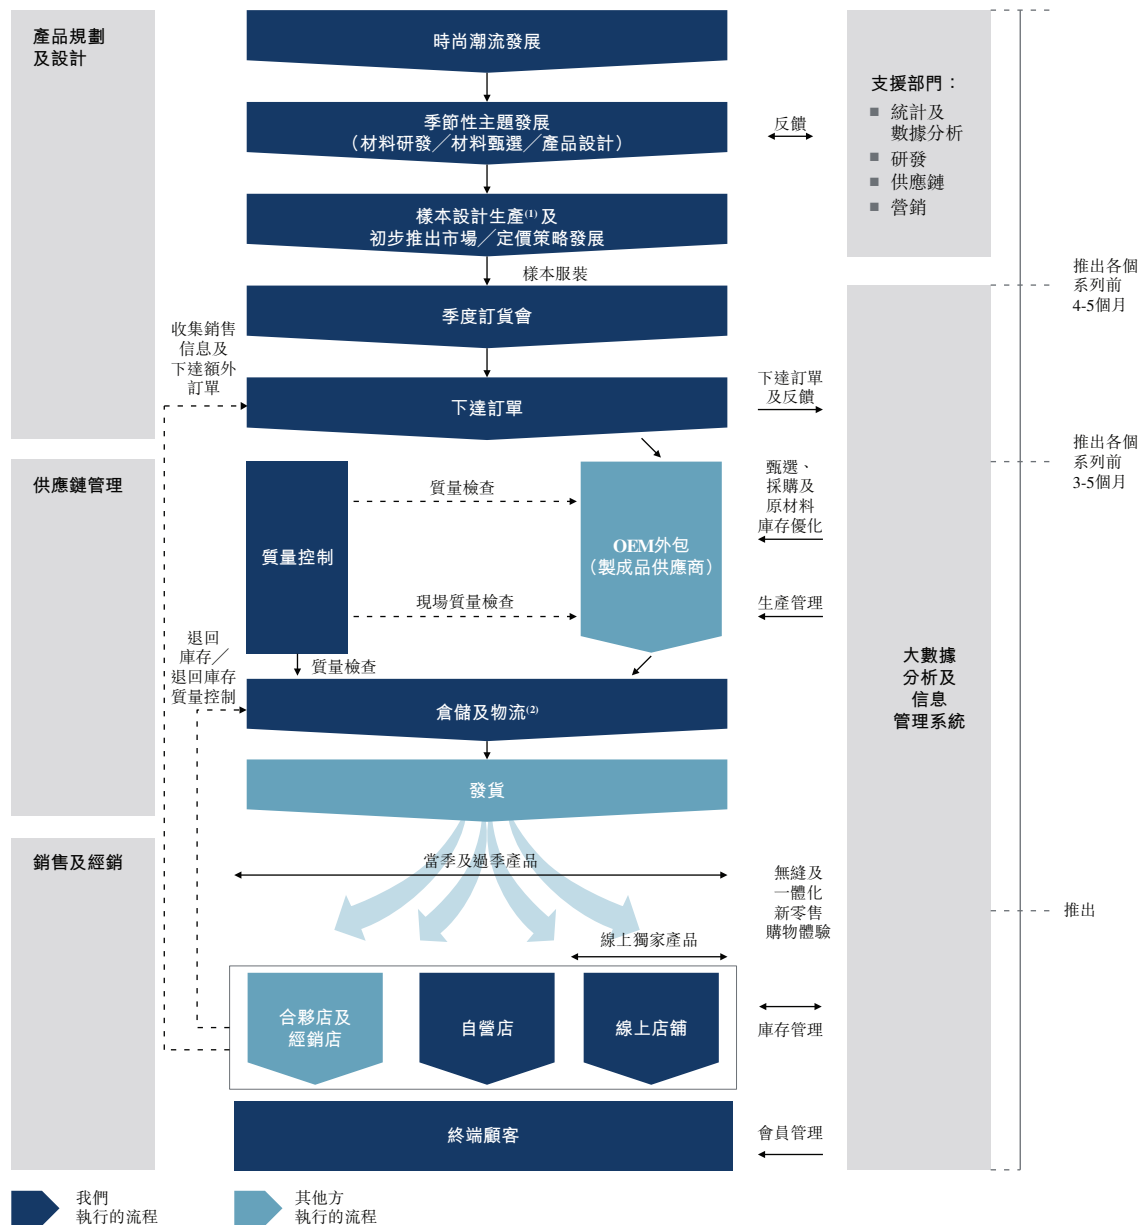 產品規劃
及設計
時尚潮流發展
季節性主題發展
（材料研發╱材料甄選╱產品設計）
反饋
支援部門：
■ 統計及
數據分析
■ 研發
■ 供應鏈
■ 營銷
樣本設計生產(1) 及
初步推出市場╱定價策略發展
樣本服裝
推出各個
系列前
4-5個月
季度訂貨會
收集銷售
信息及
下達額外
訂單
下達訂單
下達訂單
及反饋
推出各個
系列前
3-5個月
供應鏈管理
質量控制
質量檢查
現場質量檢查
OEM外包
（製成品供應商）
甄選、
採購及
原材料
庫存優化
生產管理
退回
庫存╱
退回庫存
質量控制
質量檢查
倉儲及物流(2)
大數據
分析及
信息
管理系統
發貨
銷售及經銷
當季及過季產品
無縫及
一體化
新零售
購物體驗
推出
線上獨家產品
合夥店及
經銷店
自營店
線上店舖
庫存管理
終端顧客
會員管理
我們
執行的流程
其他方
執行的流程